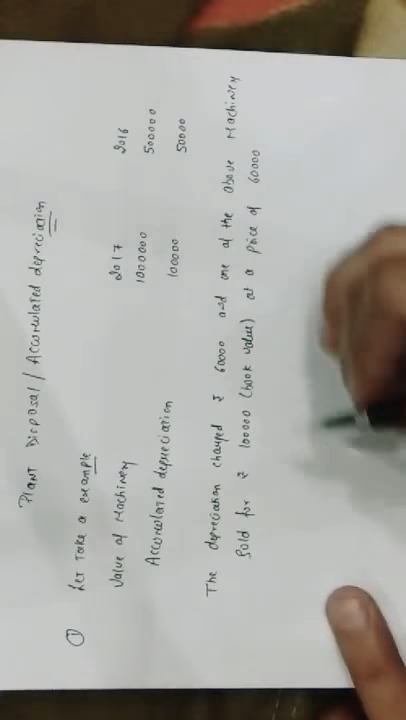 PLANT DISPOSAL / Accumulated depreciation
① Let Take a example
2017 2016
Value of Machinery 1000000 500000
Accumulated depreciation 100000 50000
The depreciation charged ₹ 60000 and one of the above Machinery
Sold for ₹ 100000 (book value) at a price of 60000